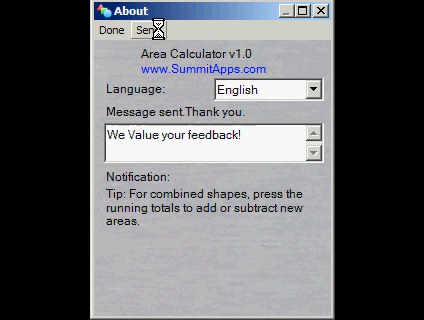 About
Done Send
Area Calculator v1.0
www.SummitApps.com
Language: English
Message sent.Thank you.
We Value your feedback!
Notification:
Tip: For combined shapes, press the
running totals to add or subtract new
areas.